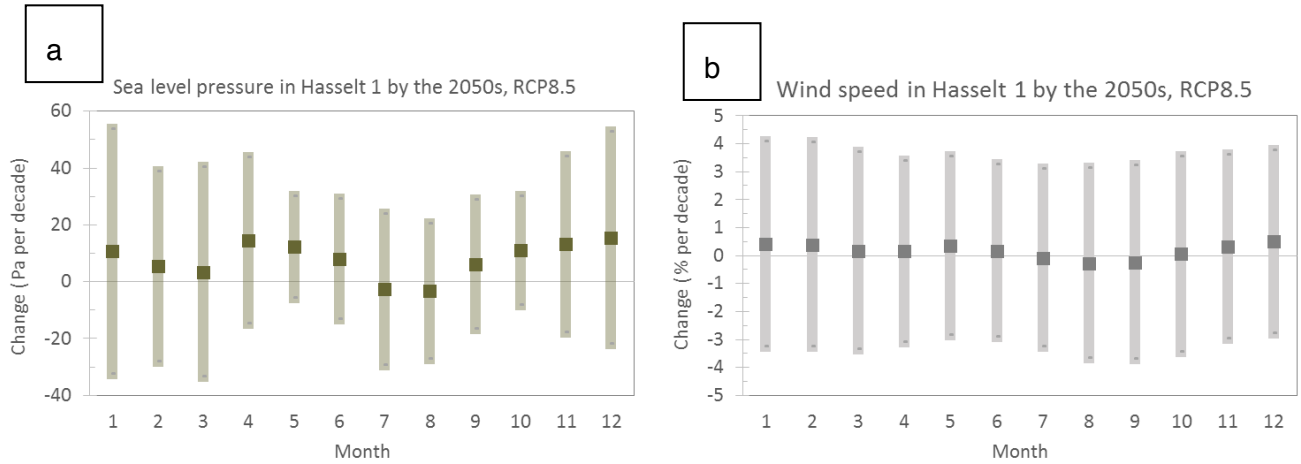 a
Sea level pressure in Hasselt 1 by the 2050s, RCP8.5
Change (Pa per decade)
60
40
20
0
-20
-40
1 2 3 4 5 6 7 8 9 10 11 12
Month
b
Wind speed in Hasselt 1 by the 2050s, RCP8.5
Change (% per decade)
5
4
3
2
1
0
-1
-2
-3
-4
-5
1 2 3 4 5 6 7 8 9 10 11 12
Month